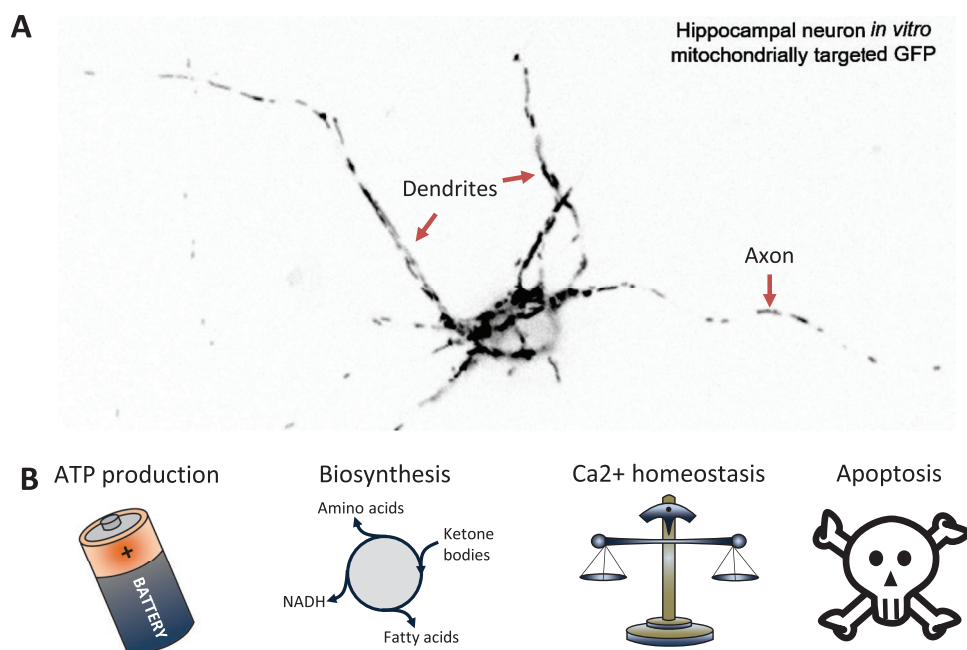 A
Hippocampal neuron in vitro
mitochondrially targeted GFP
Dendrites
Axon
B
ATP production
Biosynthesis
Ca2+ homeostasis
Apoptosis
Amino acids
Ketone
bodies
NADH
Fatty acids
+
BATTERY